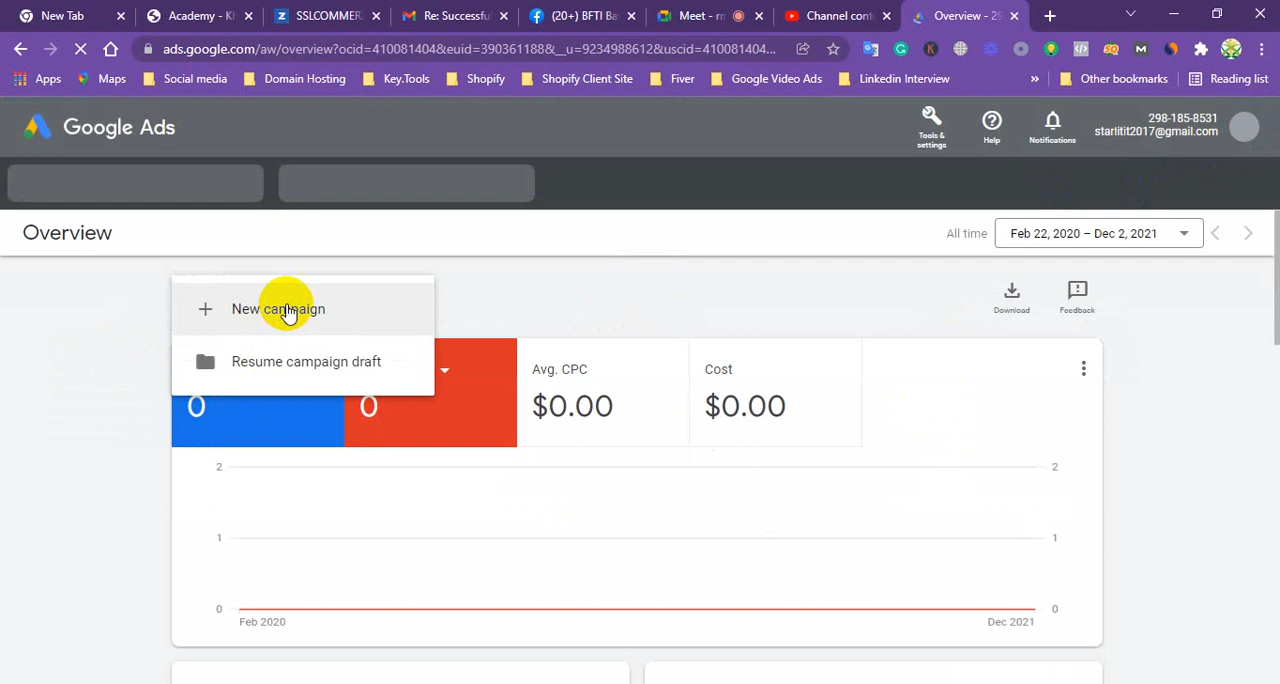 New Tab
Academy - Kh
SSLCOMMER
Re: Successfu
(20+) BFTI Ba
Meet - rn
Channel cont
Overview - 29
ads.google.com/aw/overview?ocid=410081404&euid=390361188&__u=9234988612&uscid=410081404...
Apps
Maps
Social media
Domain Hosting
Key.Tools
Shopify
Shopify Client Site
Fiver
Google Video Ads
Linkedin Interview
»
Other bookmarks
Reading list
Google Ads
Tools & settings
Help
Notifications
298-185-8531
starlitit2017@gmail.com
Overview
All time
Feb 22, 2020 – Dec 2, 2021
New campaign
Resume campaign draft
Download
Feedback
0
0
Avg. CPC
$0.00
Cost
$0.00
2
2
1
1
0
0
Feb 2020
Dec 2021